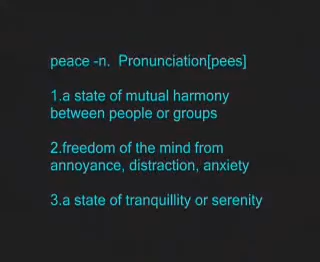 peace -n.  Pronunciation[pees]
1.a state of mutual harmony
between people or groups
2.freedom of the mind from
annoyance, distraction, anxiety
3.a state of tranquillity or serenity